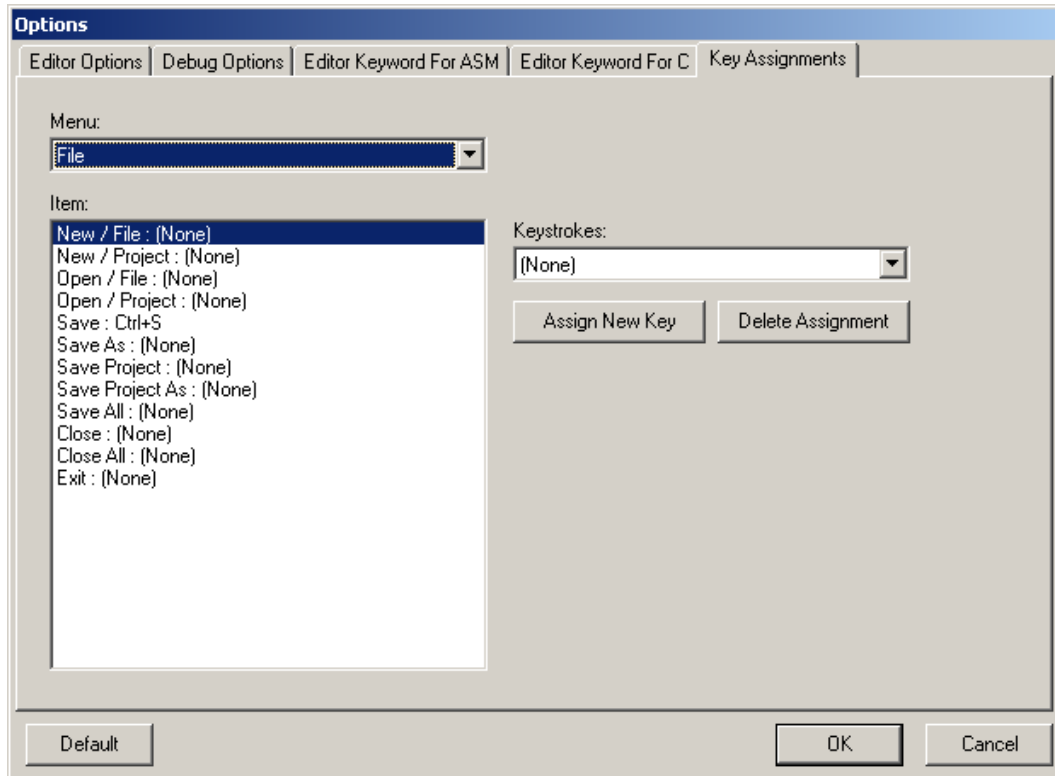 Options
Editor Options Debug Options Editor Keyword For ASM Editor Keyword For C Key Assignments
Menu:
File
Item:
New / File : (None)
New / Project : (None)
Open / File : (None)
Open / Project : (None)
Save : Ctrl+S
Save As : (None)
Save Project : (None)
Save Project As : (None)
Save All : (None)
Close : (None)
Close All : (None)
Exit : (None)
Keystrokes:
(None)
Assign New Key Delete Assignment
Default OK Cancel